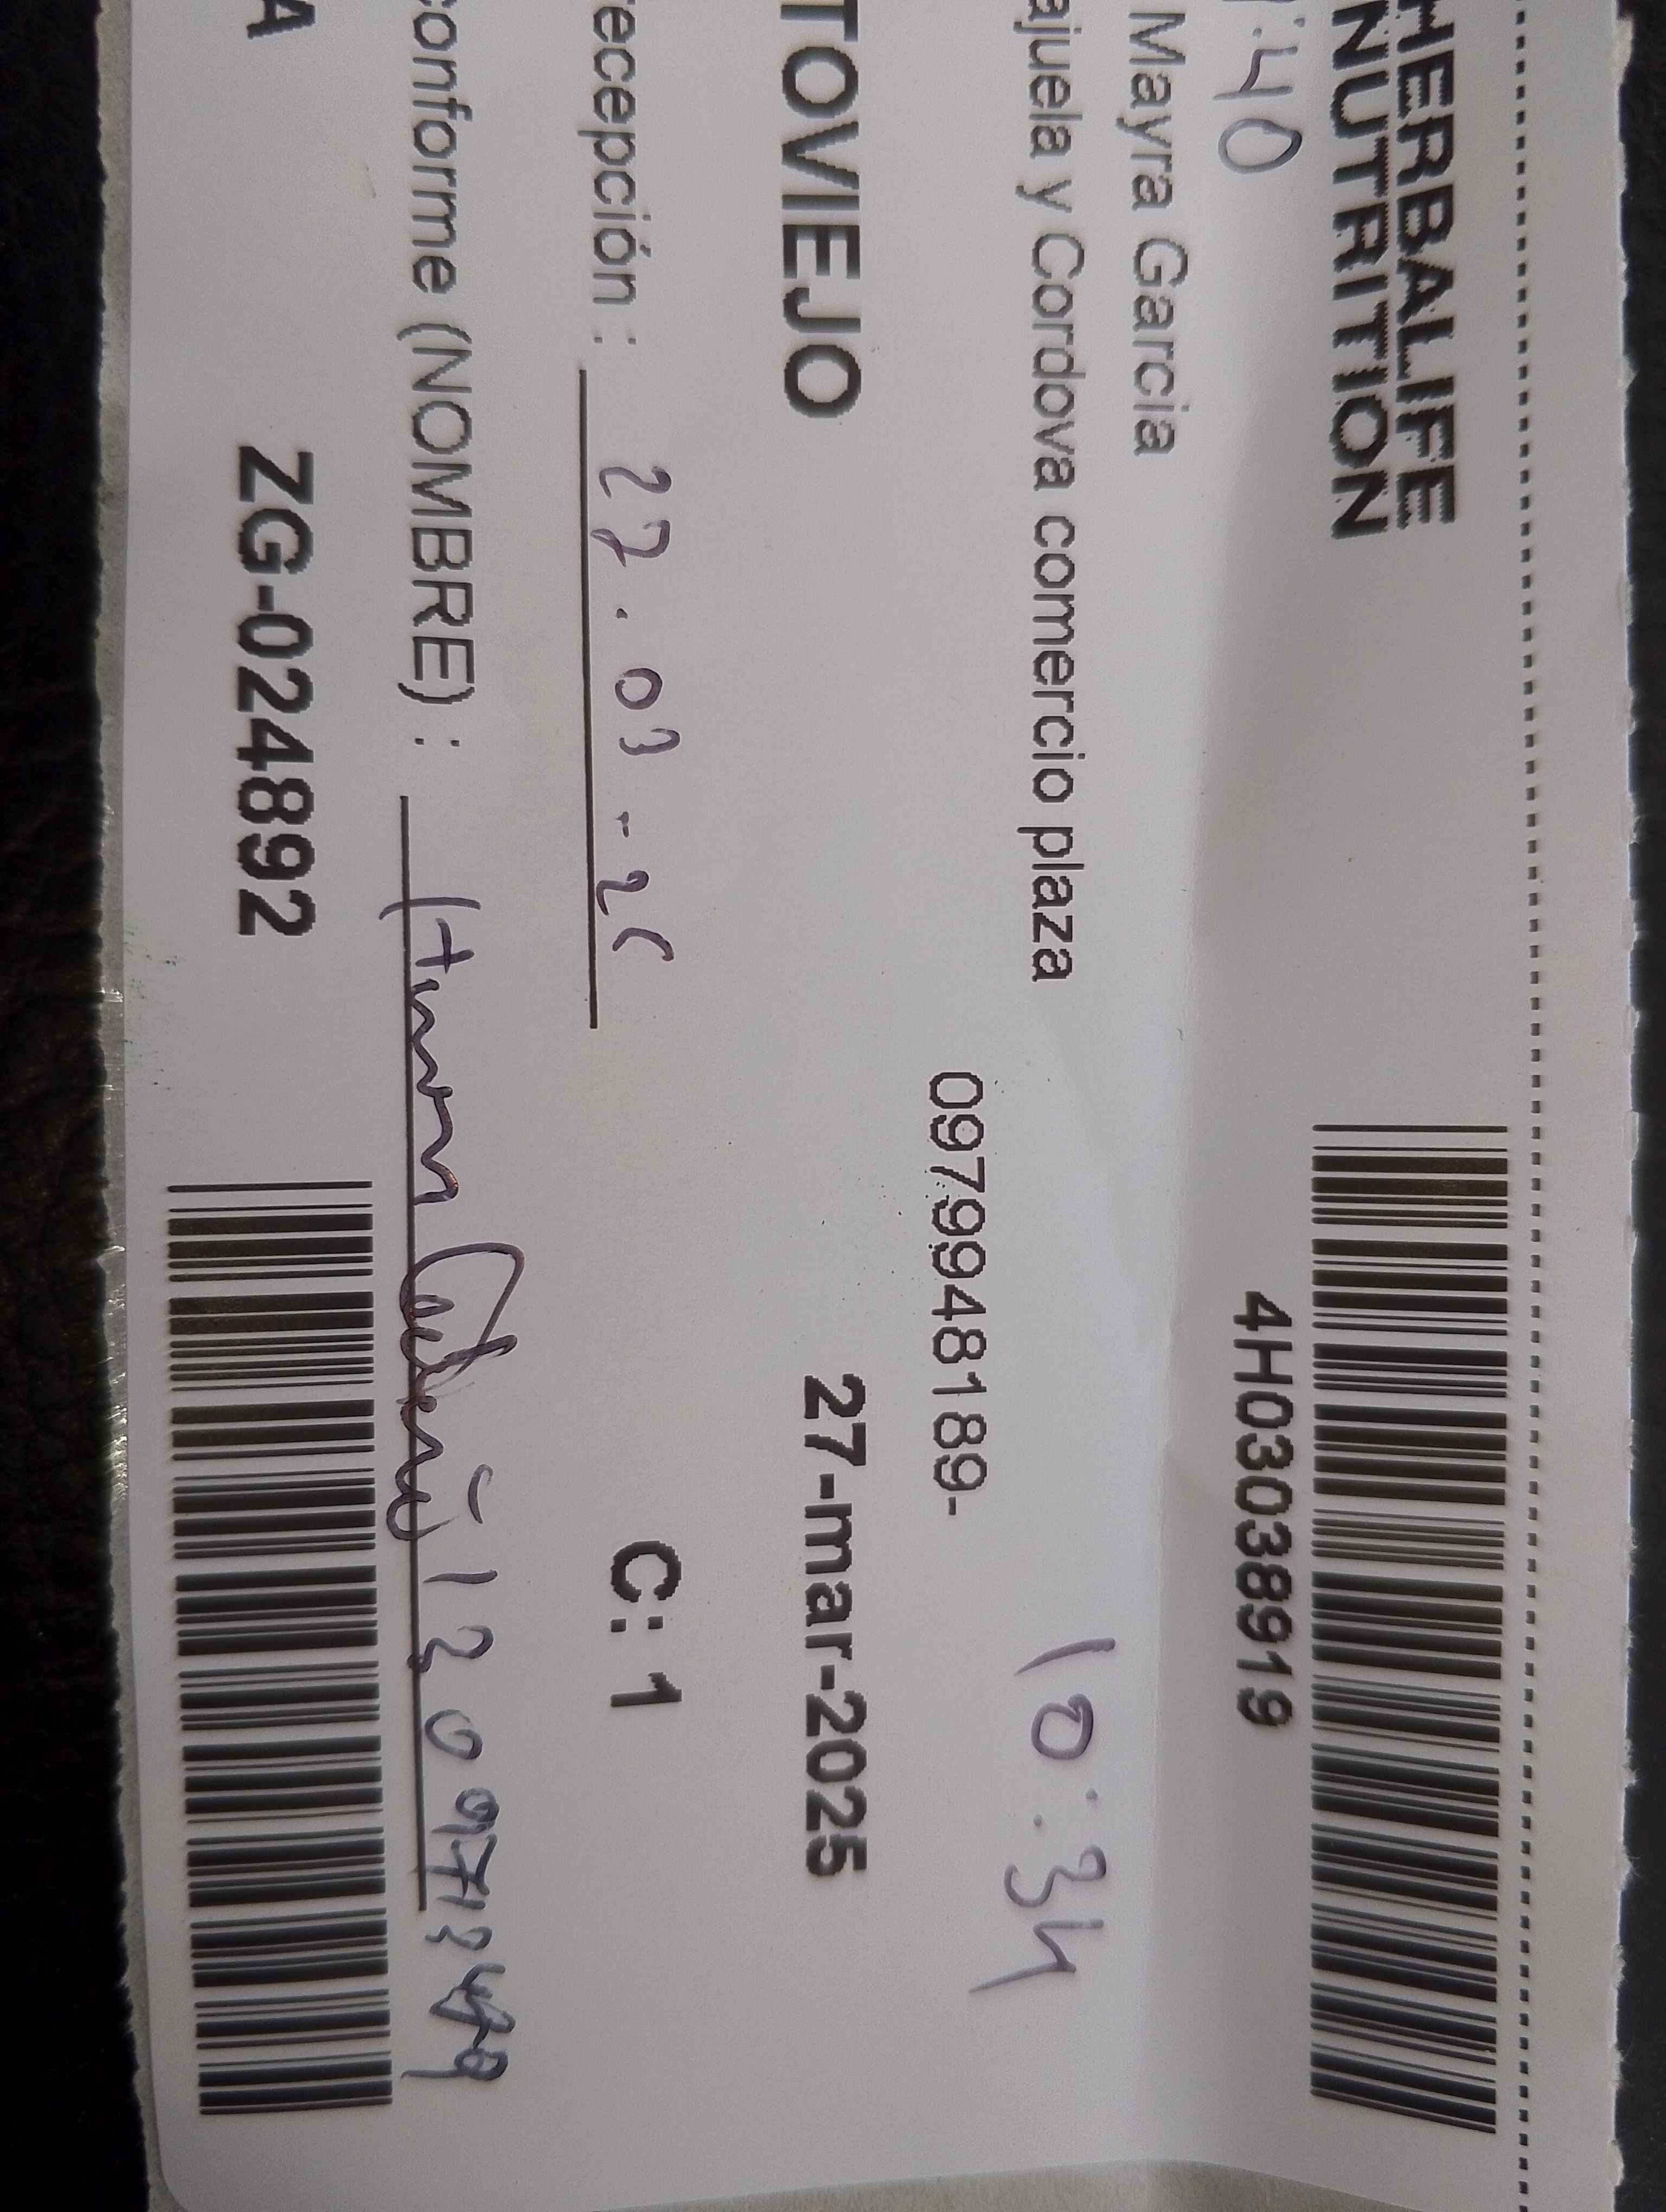 HERBALIFE
NUTRITION
:40
4H03038919
Mayra Garcia
ajuela y Cordova comercio plaza
10:34
0979948189-
TOVIEJO
27-mar-2025
ecepción :
27.03-25
C: 1
conforme (NOMBRE) :
A
ZG-024892